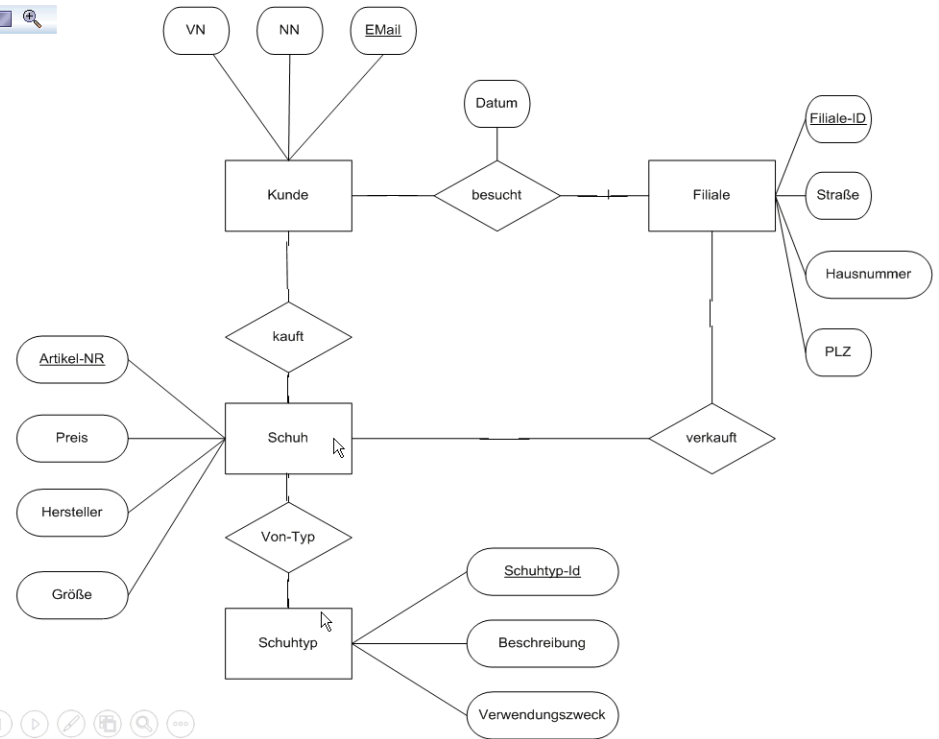 VN
NN
EMail
Datum
Filiale-ID
Kunde
besucht
Filiale
Straße
Hausnummer
kauft
PLZ
Artikel-NR
Preis
Schuh
verkauft
Hersteller
Von-Typ
Schuhtyp-Id
Größe
Schuhtyp
Beschreibung
Verwendungszweck